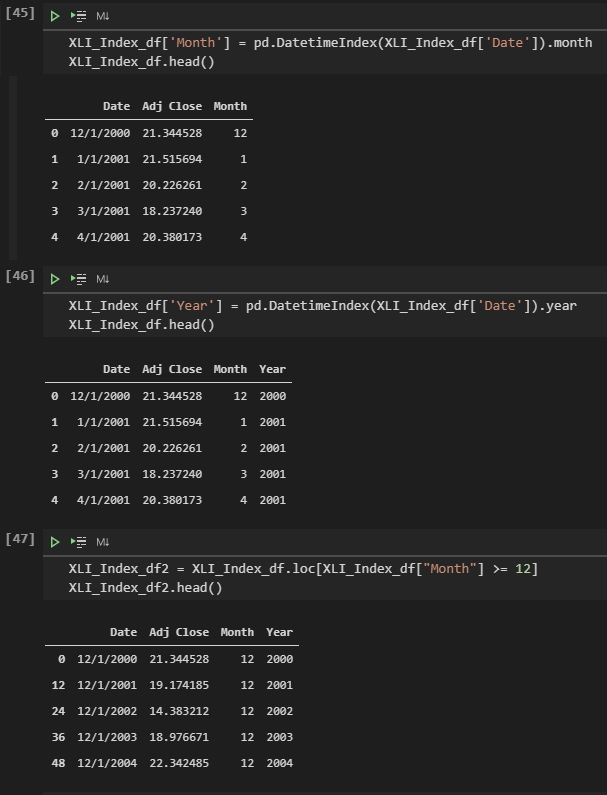 [45]
M↓
XLI_Index_df['Month'] = pd.DatetimeIndex(XLI_Index_df['Date']).month
XLI_Index_df.head()
Date Adj Close Month
0 12/1/2000 21.344528 12
1 1/1/2001 21.515694 1
2 2/1/2001 20.226261 2
3 3/1/2001 18.237240 3
4 4/1/2001 20.380173 4
[46]
M↓
XLI_Index_df['Year'] = pd.DatetimeIndex(XLI_Index_df['Date']).year
XLI_Index_df.head()
Date Adj Close Month Year
0 12/1/2000 21.344528 12 2000
1 1/1/2001 21.515694 1 2001
2 2/1/2001 20.226261 2 2001
3 3/1/2001 18.237240 3 2001
4 4/1/2001 20.380173 4 2001
[47]
M↓
XLI_Index_df2 = XLI_Index_df.loc[XLI_Index_df["Month"] >= 12]
XLI_Index_df2.head()
Date Adj Close Month Year
0 12/1/2000 21.344528 12 2000
12 12/1/2001 19.174185 12 2001
24 12/1/2002 14.383212 12 2002
36 12/1/2003 18.976671 12 2003
48 12/1/2004 22.342485 12 2004